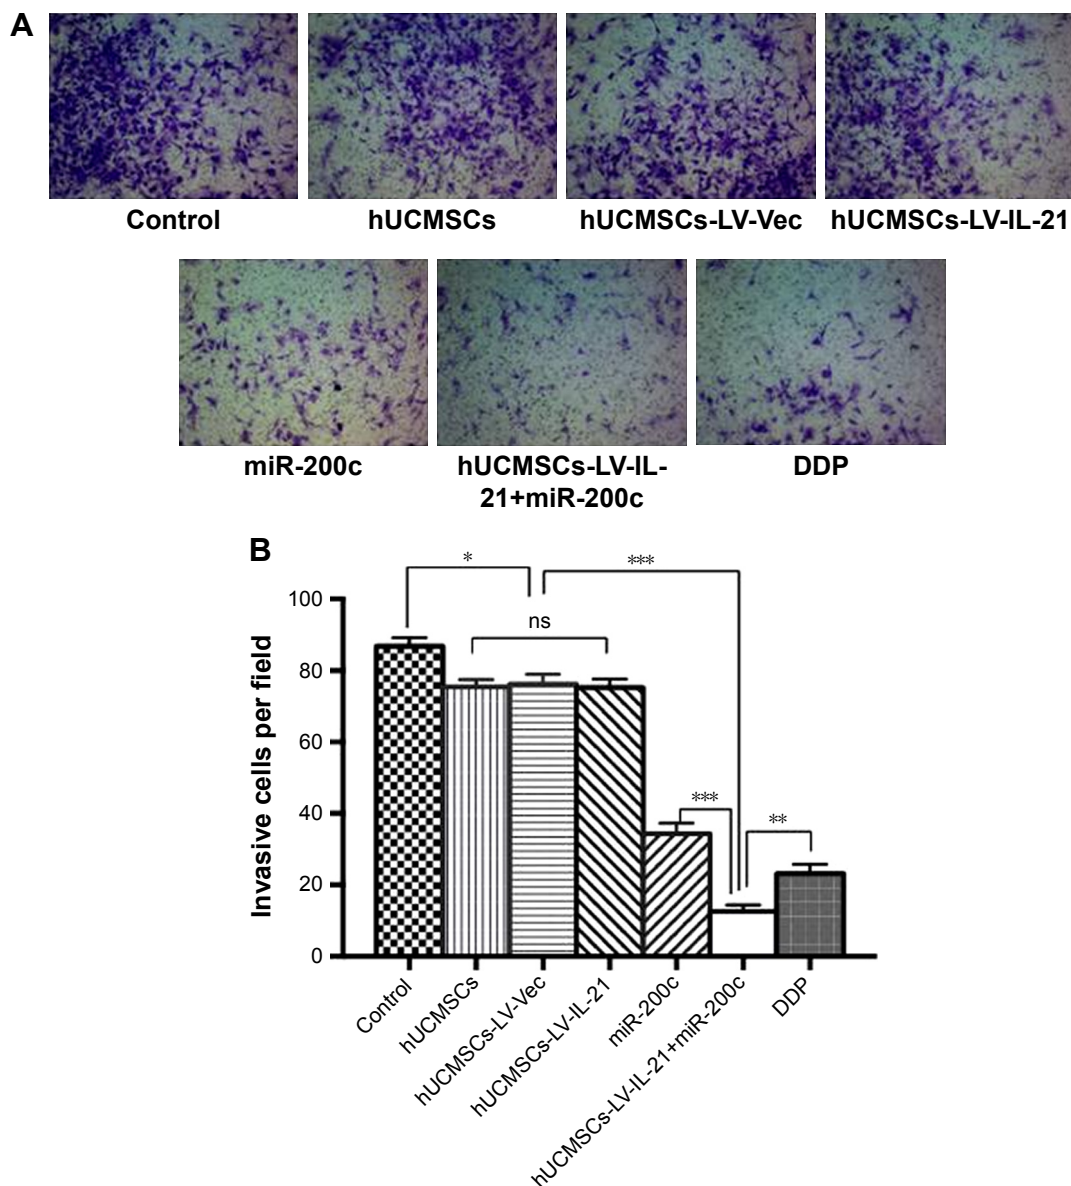 A
Control
hUCMSCs
hUCMSCs-LV-Vec
hUCMSCs-LV-IL-21
miR-200c
hUCMSCs-LV-IL-
21+miR-200c
DDP
B
*
***
ns
***
**
Invasive cells per field
100
80
60
40
20
0
Control
hUCMSCs
hUCMSCs-LV-Vec
hUCMSCs-LV-IL-21
miR-200c
hUCMSCs-LV-IL-21+miR-200c
DDP